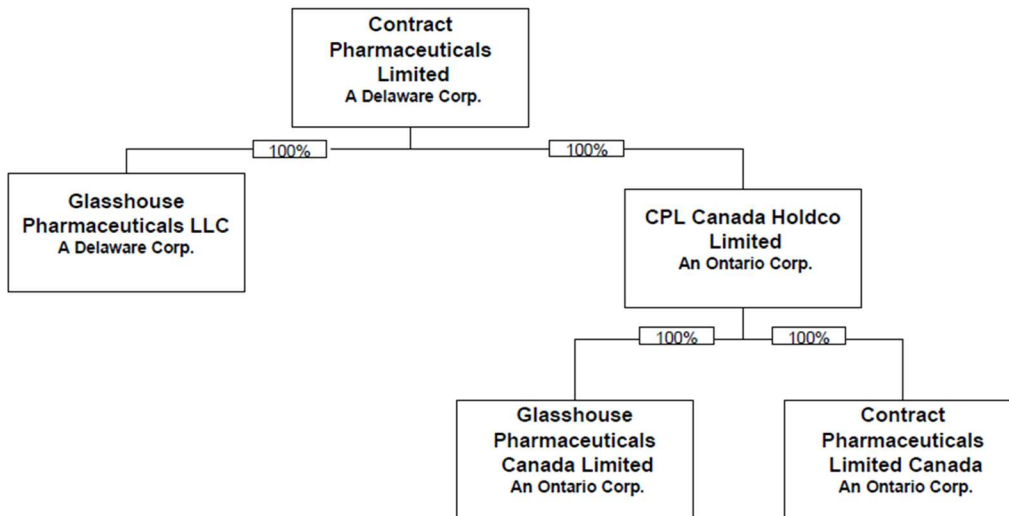 Contract
Pharmaceuticals
Limited
A Delaware Corp.
100%
100%
Glasshouse
Pharmaceuticals LLC
A Delaware Corp.
CPL Canada Holdco
Limited
An Ontario Corp.
100%
100%
Glasshouse
Pharmaceuticals
Canada Limited
An Ontario Corp.
Contract
Pharmaceuticals
Limited Canada
An Ontario Corp.